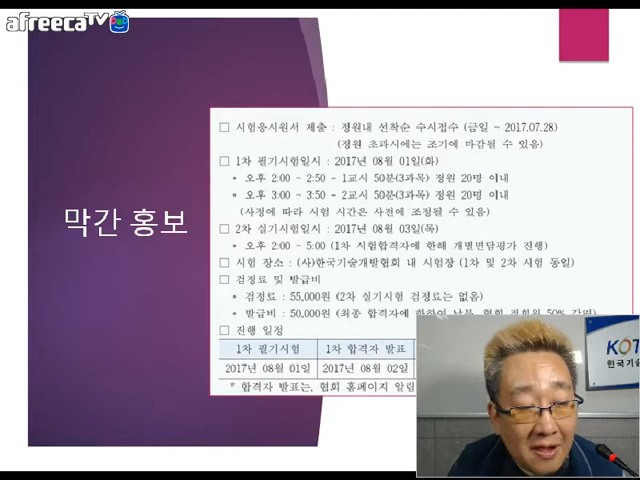 afreecaTV
막간 홍보
□ 시험응시원서 제출 : 정원내 선착순 수시접수 (금일 ~ 2017.07.28)
(정원 초과시에는 조기에 마감될 수 있음)
□ 1차 필기시험일시 : 2017년 08월 01일(화)
• 오후 2:00 ~ 2:50 - 1교시 50분(3과목) 정원 20명 이내
• 오후 3:00 ~ 3:50 - 2교시 50분(3과목) 정원 20명 이내
(사정에 따라 시험 시간은 사전에 조정될 수 있음)
□ 2차 실기시험일시 : 2017년 08월 03일(목)
• 오후 2:00 ~ 5:00 (1차 시험합격자에 한해 개별면담평가 진행)
□ 시험 장소 : (사)한국기술개발협회 내 시험장 (1차 및 2차 시험 동일)
□ 검정료 및 발급비
• 검정료 : 55,000원 (2차 실기시험 검정료는 없음)
• 발급비 : 50,000원 (최종 합격자에 한하여 납부, 협회 정회원 50% 감면)
□ 진행 일정
1차 필기시험 1차 합격자 발표
2017년 08월 01일 2017년 08월 02일
* 합격자 발표는, 협회 홈페이지 알림
KOT
한국기술